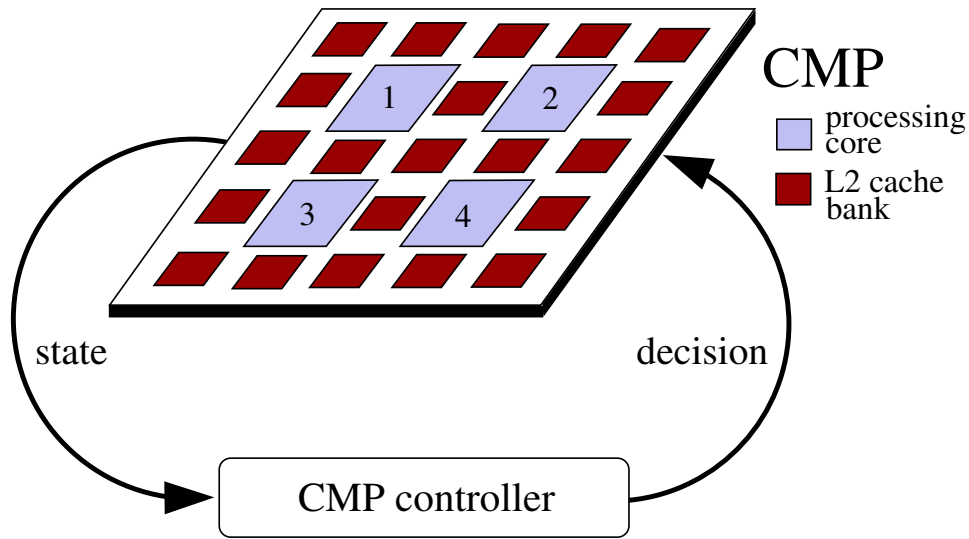 CMP
1
2
processing
core
L2 cache
bank
3
4
state
decision
CMP controller